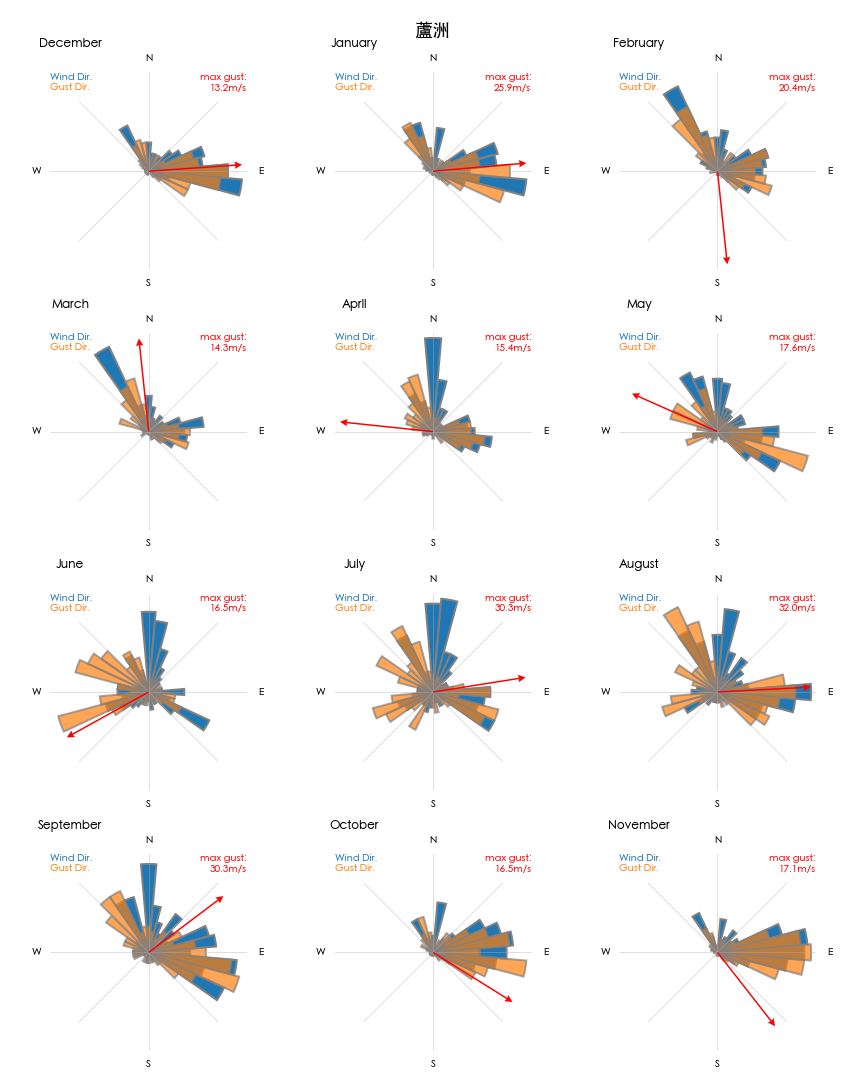 蘆洲
December
January
February
N
N
N
Wind Dir.
Gust Dir.
max gust:
13.2m/s
Wind Dir.
Gust Dir.
max gust:
25.9m/s
Wind Dir.
Gust Dir.
max gust:
20.4m/s
W
E
W
E
W
E
S
S
S
March
April
May
N
N
N
Wind Dir.
Gust Dir.
max gust:
14.3m/s
Wind Dir.
Gust Dir.
max gust:
15.4m/s
Wind Dir.
Gust Dir.
max gust:
17.6m/s
W
E
W
E
W
E
S
S
S
June
July
August
N
N
N
Wind Dir.
Gust Dir.
max gust:
16.5m/s
Wind Dir.
Gust Dir.
max gust:
30.3m/s
Wind Dir.
Gust Dir.
max gust:
32.0m/s
W
E
W
E
W
E
S
S
S
September
October
November
N
N
N
Wind Dir.
Gust Dir.
max gust:
30.3m/s
Wind Dir.
Gust Dir.
max gust:
16.5m/s
Wind Dir.
Gust Dir.
max gust:
17.1m/s
W
E
W
E
W
E
S
S
S